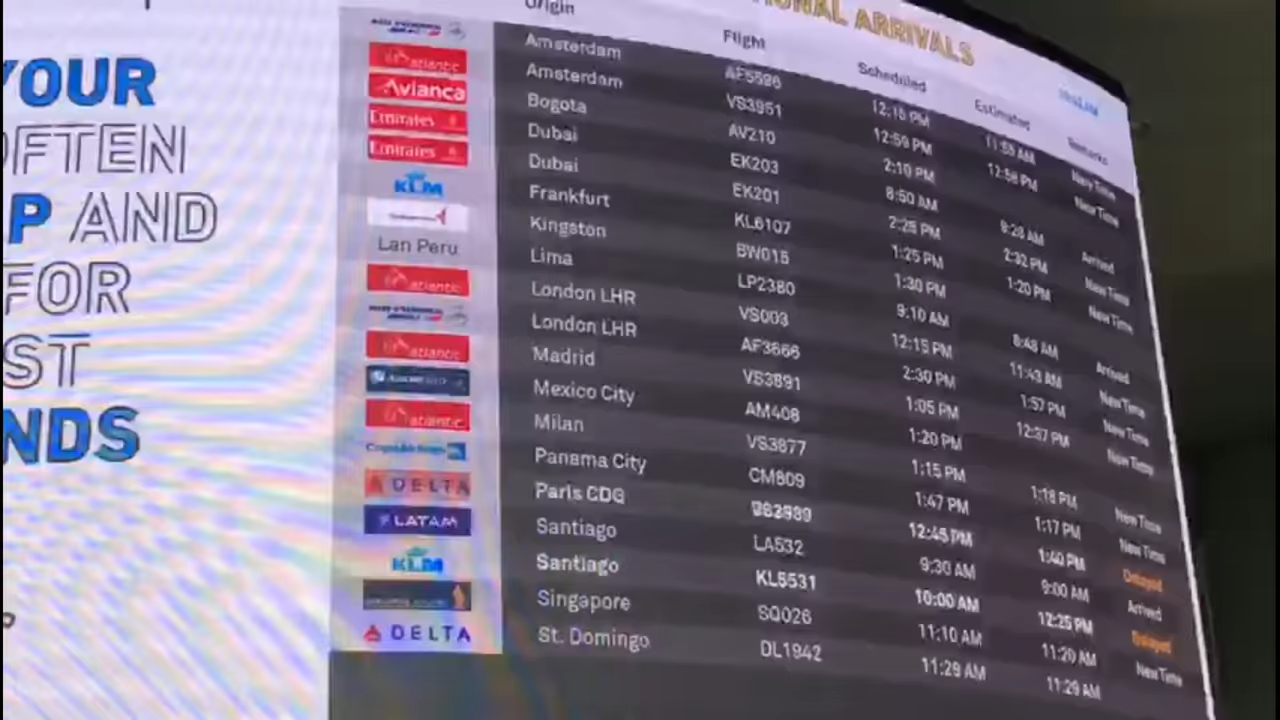 YOUR
OFTEN
P AND
FOR
ST
NDS
ONAL ARRIVALS
Origin Flight Scheduled Estimated Remarks
Amsterdam 12:15 PM 11:55 AM New Time
atlantic Amsterdam VS3951 12:59 PM 12:58 PM New Time
Avianca Bogota AV210 2:10 PM
Emirates Dubai EK203 8:50 AM 8:28 AM Arrived
Emirates Dubai EK201 2:25 PM 2:32 PM New Time
KLM Frankfurt KL6107 1:25 PM 1:20 PM New Time
Kingston BW015 1:30 PM
Lan Peru Lima LP2380 9:10 AM 8:48 AM Arrived
atlantic London LHR VS003 12:15 PM 11:43 AM New Time
London LHR AF3666 2:30 PM 1:57 PM New Time
atlantic Madrid VS3891 1:05 PM 12:37 PM New Time
Mexico City AM408 1:20 PM
atlantic Milan VS3877 1:15 PM 1:18 PM New Time
Panama City CM809 1:47 PM 1:17 PM New Time
DELTA Paris CDG 12:45 PM 1:40 PM Delayed
LATAM Santiago LA532 9:30 AM 9:00 AM Arrived
KLM Santiago KL5531 10:00 AM 12:25 PM Delayed
Singapore SQ026 11:10 AM 11:20 AM New Time
DELTA St. Domingo DL1942 11:29 AM 11:29 AM